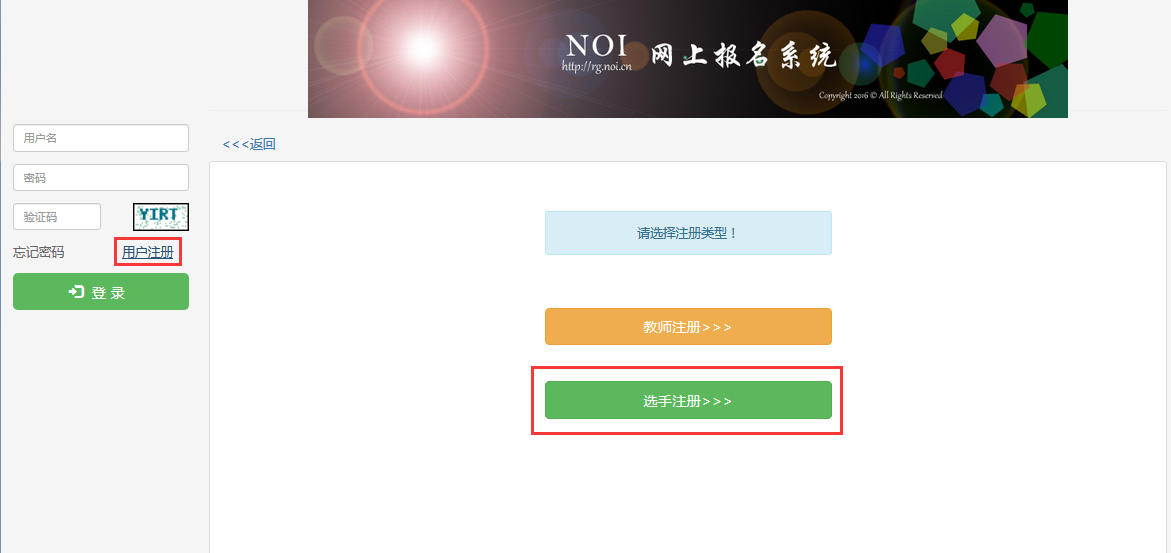 NOI 网上报名系统
http://rg.noi.cn
Copyright 2016 © All Rights Reserved
用户名
密码
验证码 YIRT
忘记密码 用户注册
登 录
<<<返回
请选择注册类型！
教师注册>>>
选手注册>>>